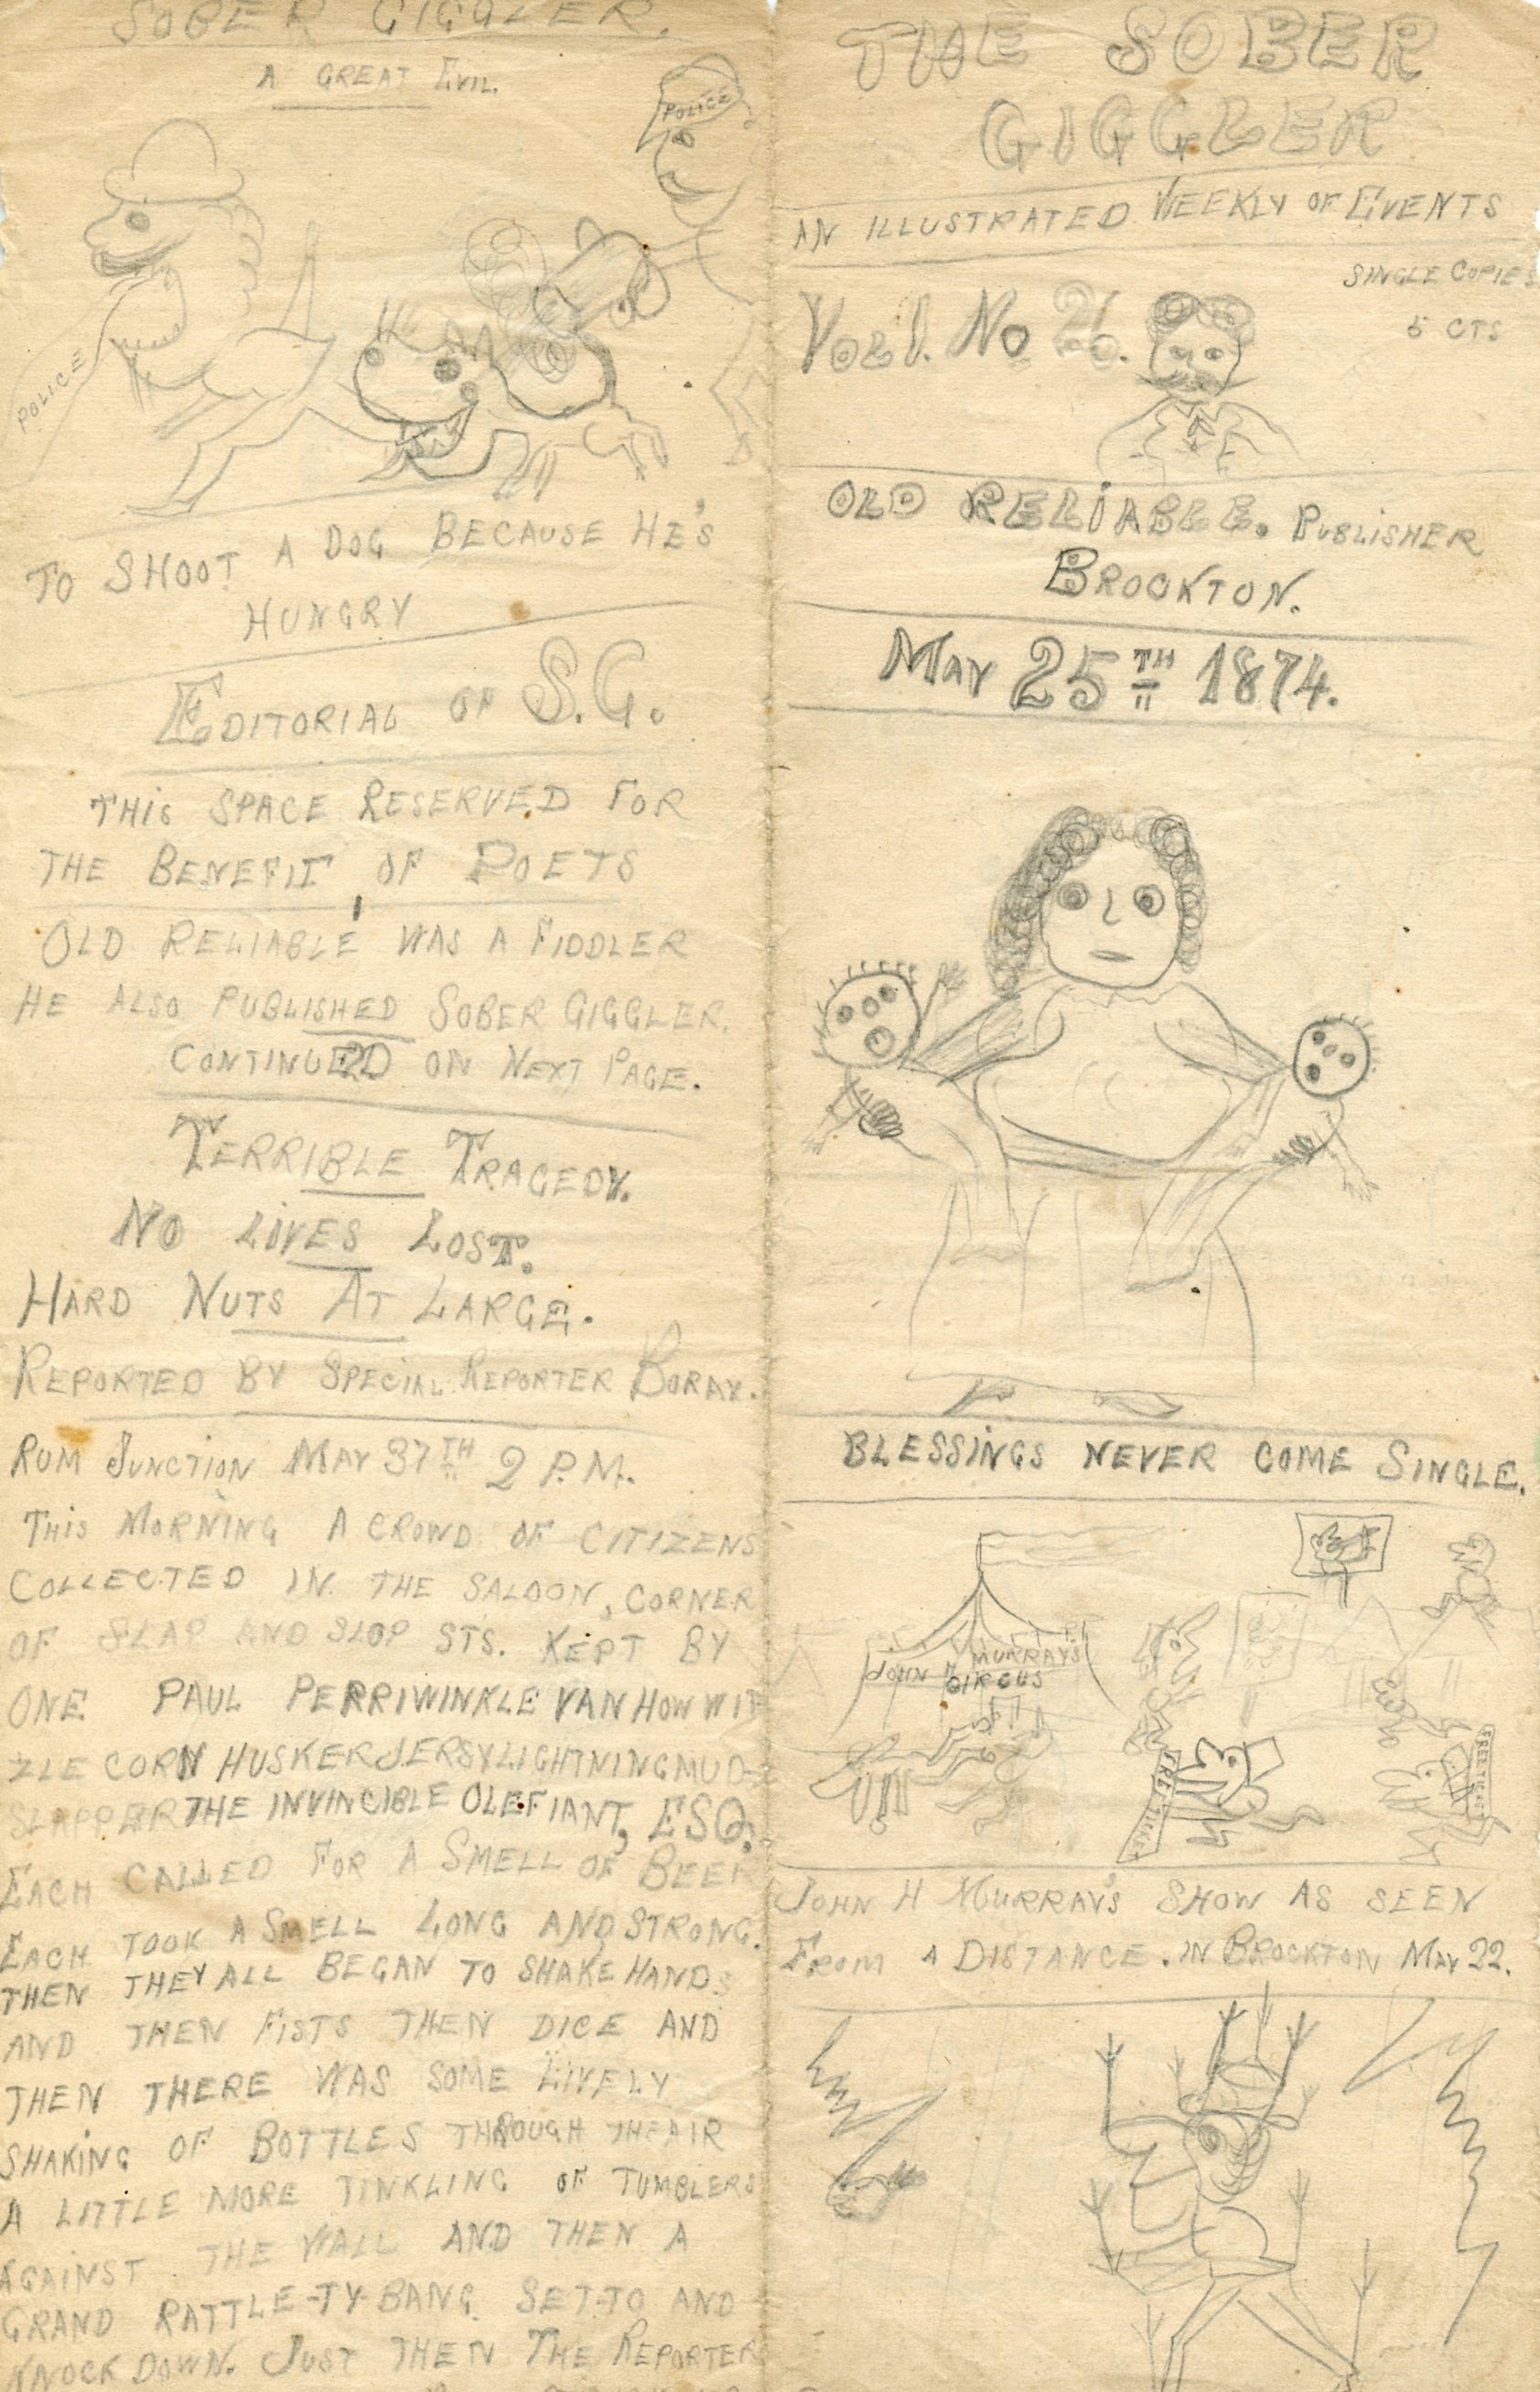 SOBER GIGGLER.
A GREAT EVIL.
POLICE
POLICE
TO SHOOT A DOG BECAUSE HE'S
HUNGRY
EDITORIAL OF S.G.
THIS SPACE RESERVED FOR
THE BENEFIT OF POETS
OLD RELIABLE WAS A FIDDLER
HE ALSO PUBLISHED SOBER GIGGLER.
CONTINUED ON NEXT PAGE.
TERRIBLE TRAGEDY.
NO LIVES LOST.
HARD NUTS AT LARGE.
REPORTED BY SPECIAL REPORTER BORAX.
RUM JUNCTION MAY 37TH 2 P.M.
THIS MORNING A CROWD OF CITIZENS
COLLECTED IN THE SALOON, CORNER
OF SLAP AND SLOP STS. KEPT BY
ONE PAUL PERRIWINKLE VANHOWWIF
ZLE CORN HUSKERJERSYLIGHTNINGMUD-
SLAPPERTHE INVINCIBLE OLEFIANT, ESQ.
EACH CALLED FOR A SMELL OF BEER
EACH TOOK A SMELL LONG AND STRONG.
THEN THEY ALL BEGAN TO SHAKE HANDS
AND THEN FISTS THEN DICE AND
THEN THERE WAS SOME LIVELY
SHAKING OF BOTTLES THROUGH THE AIR
A LITTLE MORE TINKLING OF TUMBLERS
AGAINST THE WALL AND THEN A
GRAND RATTLE-TY-BANG SET-TO AND
KNOCK DOWN. JUST THEN THE REPORTER
THE SOBER
GIGGLER
AN ILLUSTRATED WEEKLY OF EVENTS
SINGLE COPIES
5 CTS
VOL 1. NO 26.
OLD RELIABLE. PUBLISHER
BROCKTON.
MAY 25TH 1874.
BLESSINGS NEVER COME SINGLE.
JOHN H MURRAY'S
CIRCUS
FREE TICKET
FREE TICKET
JOHN H MURRAY'S SHOW AS SEEN
FROM A DISTANCE. IN BROCKTON MAY 22.